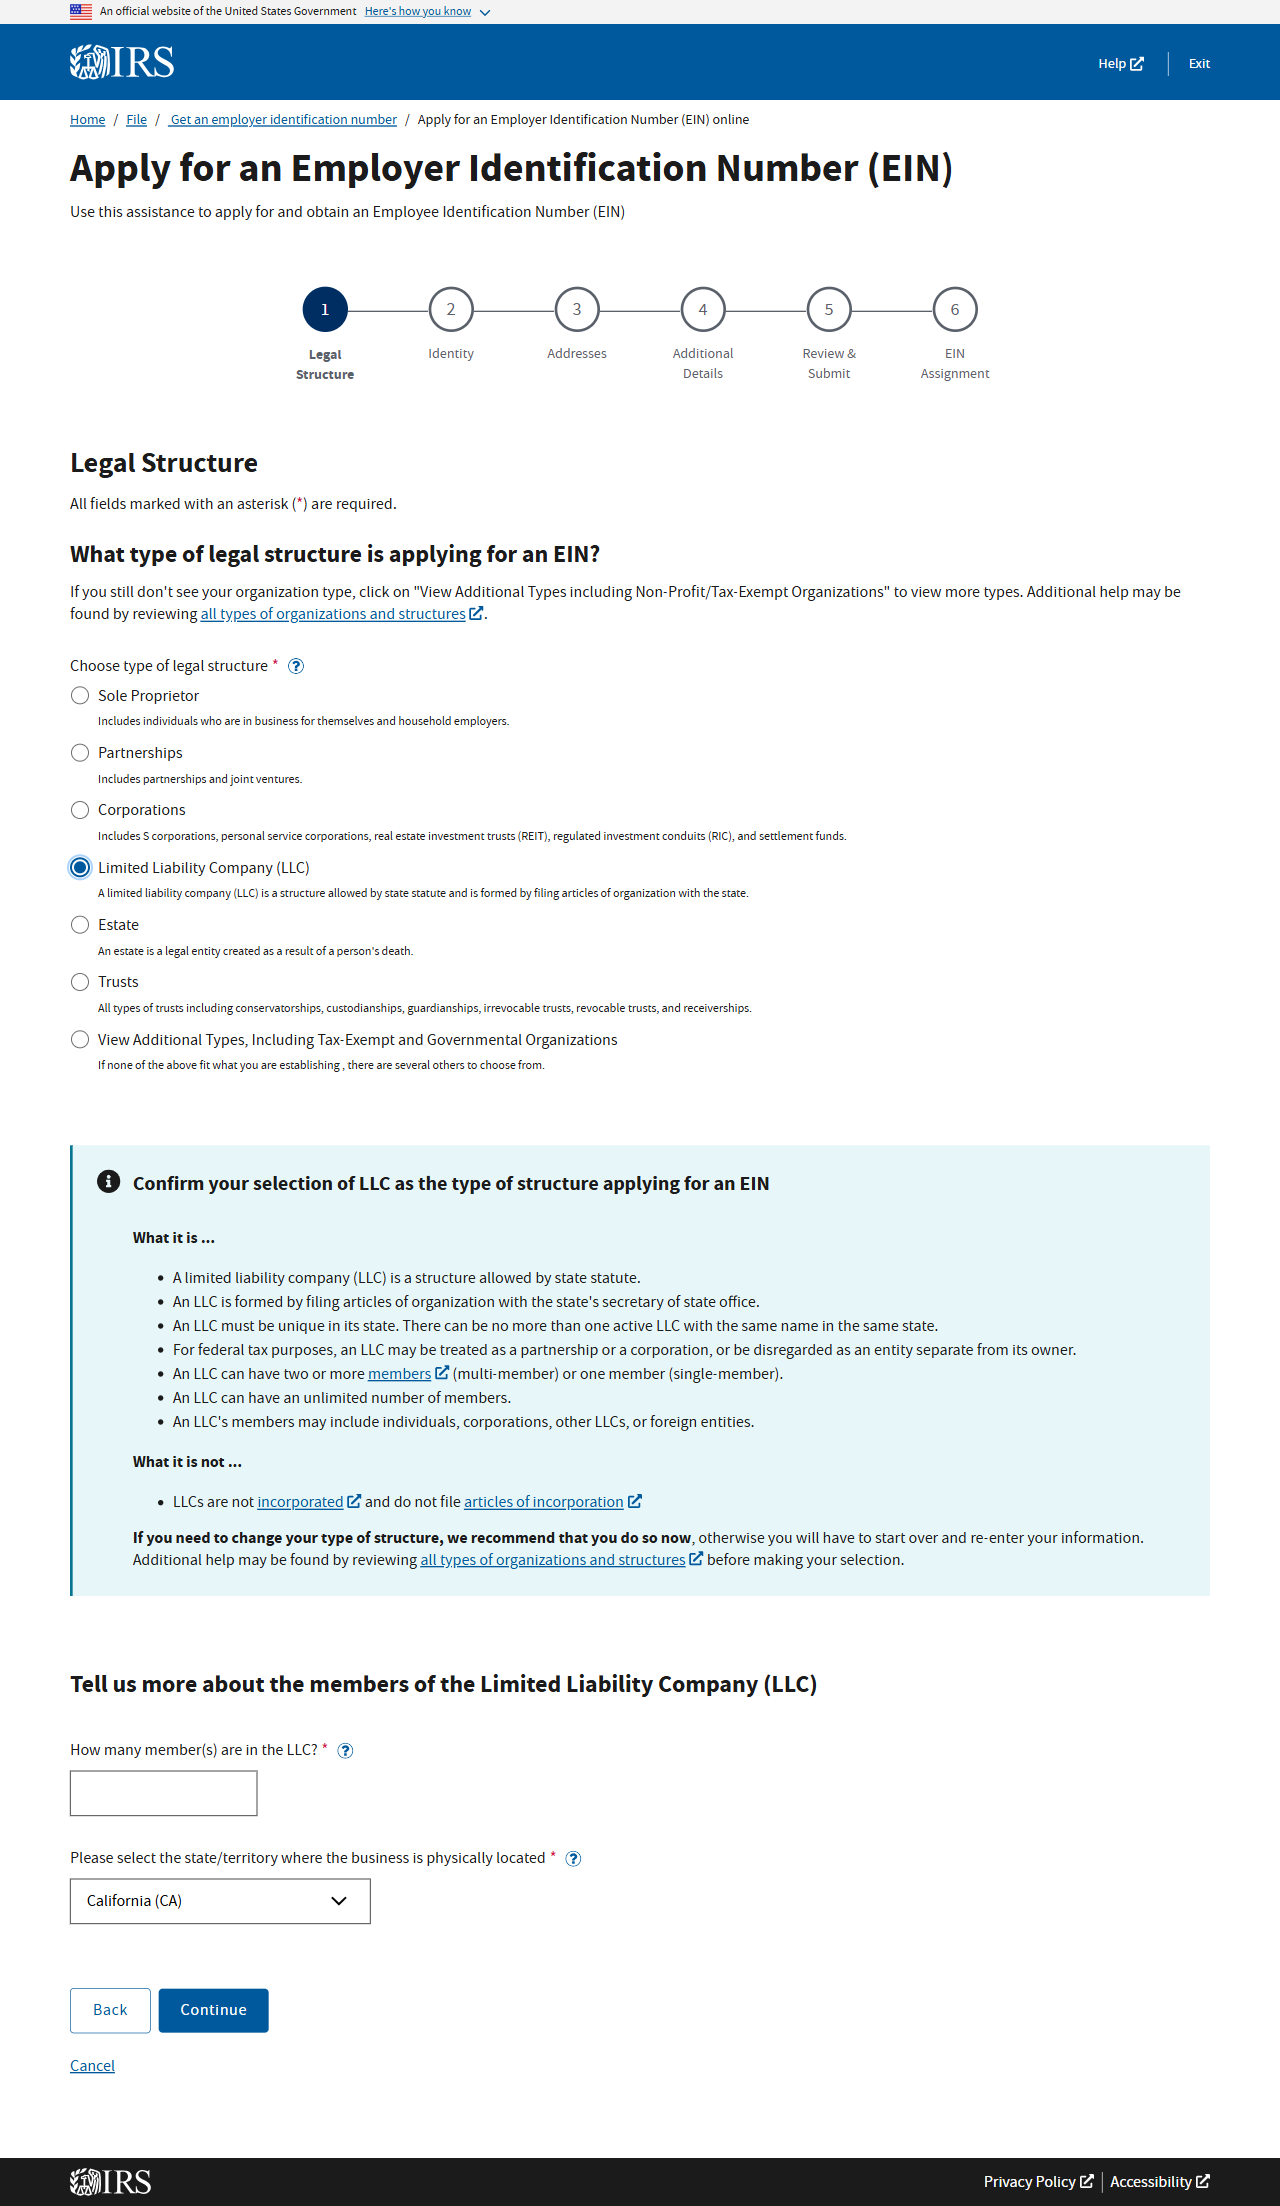 An official website of the United States Government Here's how you know
IRS
Help
Exit
Home / File / Get an employer identification number / Apply for an Employer Identification Number (EIN) online
Apply for an Employer Identification Number (EIN)
Use this assistance to apply for and obtain an Employee Identification Number (EIN)
1 2 3 4 5 6
Legal Structure
Identity
Addresses
Additional Details
Review & Submit
EIN Assignment
Legal Structure
All fields marked with an asterisk (*) are required.
What type of legal structure is applying for an EIN?
If you still don't see your organization type, click on "View Additional Types including Non-Profit/Tax-Exempt Organizations" to view more types. Additional help may be
found by reviewing all types of organizations and structures.
Choose type of legal structure * ?
Sole Proprietor
Includes individuals who are in business for themselves and household employers.
Partnerships
Includes partnerships and joint ventures.
Corporations
Includes S corporations, personal service corporations, real estate investment trusts (REIT), regulated investment conduits (RIC), and settlement funds.
Limited Liability Company (LLC)
A limited liability company (LLC) is a structure allowed by state statute and is formed by filing articles of organization with the state.
Estate
An estate is a legal entity created as a result of a person's death.
Trusts
All types of trusts including conservatorships, custodianships, guardianships, irrevocable trusts, revocable trusts, and receiverships.
View Additional Types, Including Tax-Exempt and Governmental Organizations
If none of the above fit what you are establishing , there are several others to choose from.
Confirm your selection of LLC as the type of structure applying for an EIN
What it is ...
• A limited liability company (LLC) is a structure allowed by state statute.
• An LLC is formed by filing articles of organization with the state's secretary of state office.
• An LLC must be unique in its state. There can be no more than one active LLC with the same name in the same state.
• For federal tax purposes, an LLC may be treated as a partnership or a corporation, or be disregarded as an entity separate from its owner.
• An LLC can have two or more members (multi-member) or one member (single-member).
• An LLC can have an unlimited number of members.
• An LLC's members may include individuals, corporations, other LLCs, or foreign entities.
What it is not ...
• LLCs are not incorporated and do not file articles of incorporation
If you need to change your type of structure, we recommend that you do so now, otherwise you will have to start over and re-enter your information.
Additional help may be found by reviewing all types of organizations and structures before making your selection.
Tell us more about the members of the Limited Liability Company (LLC)
How many member(s) are in the LLC? * ?
Please select the state/territory where the business is physically located * ?
California (CA)
Back
Continue
Cancel
IRS
Privacy Policy
Accessibility